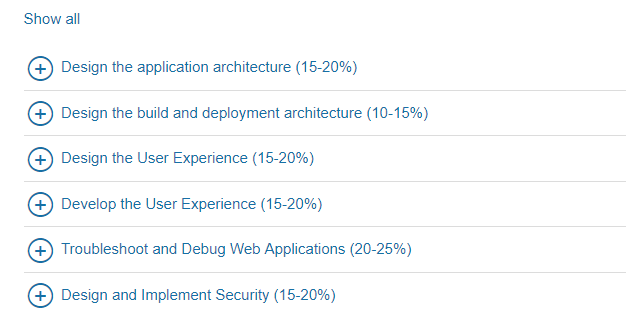 Show all
Design the application architecture (15-20%)
Design the build and deployment architecture (10-15%)
Design the User Experience (15-20%)
Develop the User Experience (15-20%)
Troubleshoot and Debug Web Applications (20-25%)
Design and Implement Security (15-20%)